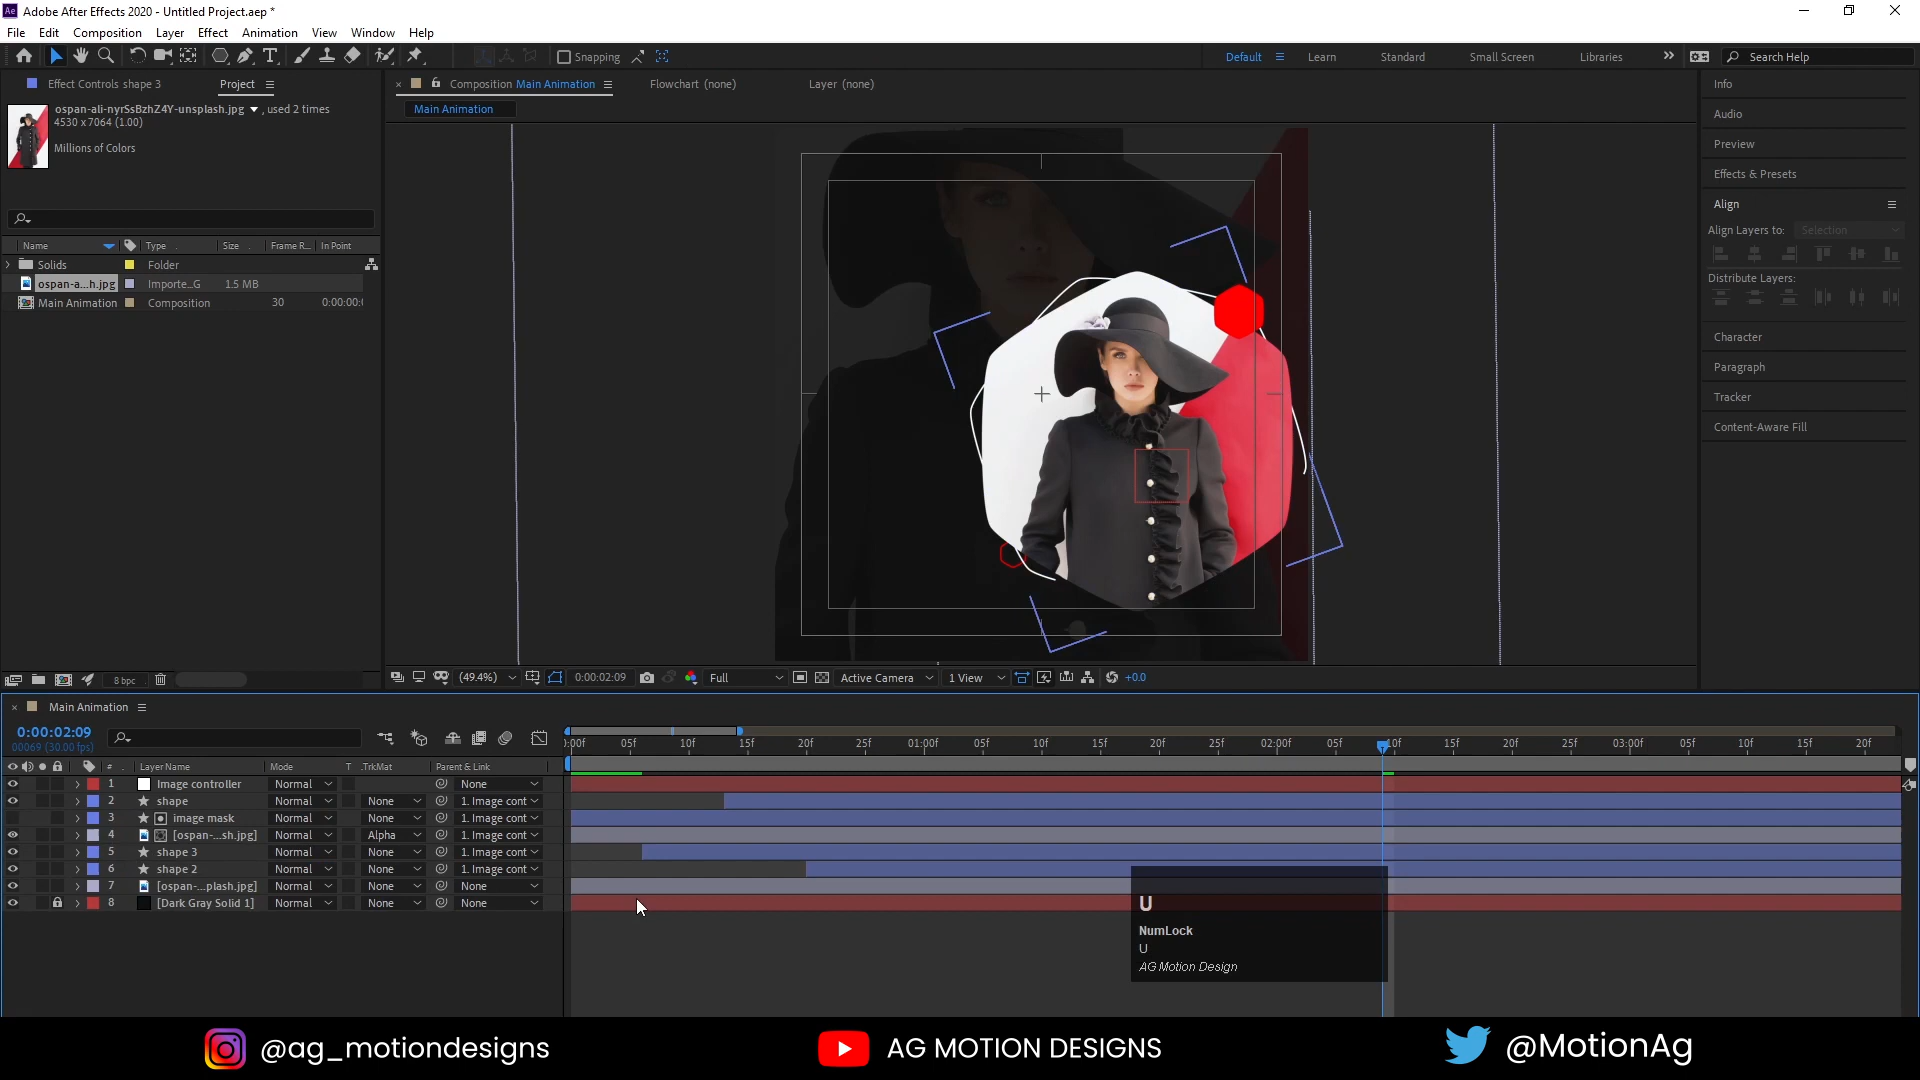 Adobe After Effects 2020 - Untitled Project.aep *
File Edit Composition Layer Effect Animation View Window Help
Snapping
Default Learn Standard Small Screen Libraries Search Help
Effect Controls shape 3 Project
ospan-ali-nyrSsBzhZ4Y-unsplash.jpg , used 2 times
4530 x 7064 (1.00)
Millions of Colors
Name Type Size Frame R... In Point
Solids Folder
ospan-a...h.jpg Importe...G 1.5 MB
Main Animation Composition 30 0:00:00:
8 bpc
Composition Main Animation Flowchart (none) Layer (none)
Main Animation
(49.4%) 0:00:02:09 Full Active Camera 1 View +0.0
Info
Audio
Preview
Effects & Presets
Align
Align Layers to: Selection
Distribute Layers:
Character
Paragraph
Tracker
Content-Aware Fill
Main Animation
0:00:02:09
00069 (30.00 fps)
:00f 05f 10f 15f 20f 25f 01:00f 05f 10f 15f 20f 25f 02:00f 05f 10f 15f 20f 25f 03:00f 05f 10f 15f 20f
# Layer Name Mode T .TrkMat Parent & Link
1 Image controller Normal None
2 shape Normal None 1. Image cont
3 image mask Normal None 1. Image cont
4 [ospan-...sh.jpg] Normal Alpha 1. Image cont
5 shape 3 Normal None 1. Image cont
6 shape 2 Normal None 1. Image cont
7 [ospan-...plash.jpg] Normal None None
8 [Dark Gray Solid 1] Normal None None
U
NumLock
U
AG Motion Design
@ag_motiondesigns AG MOTION DESIGNS @MotionAg